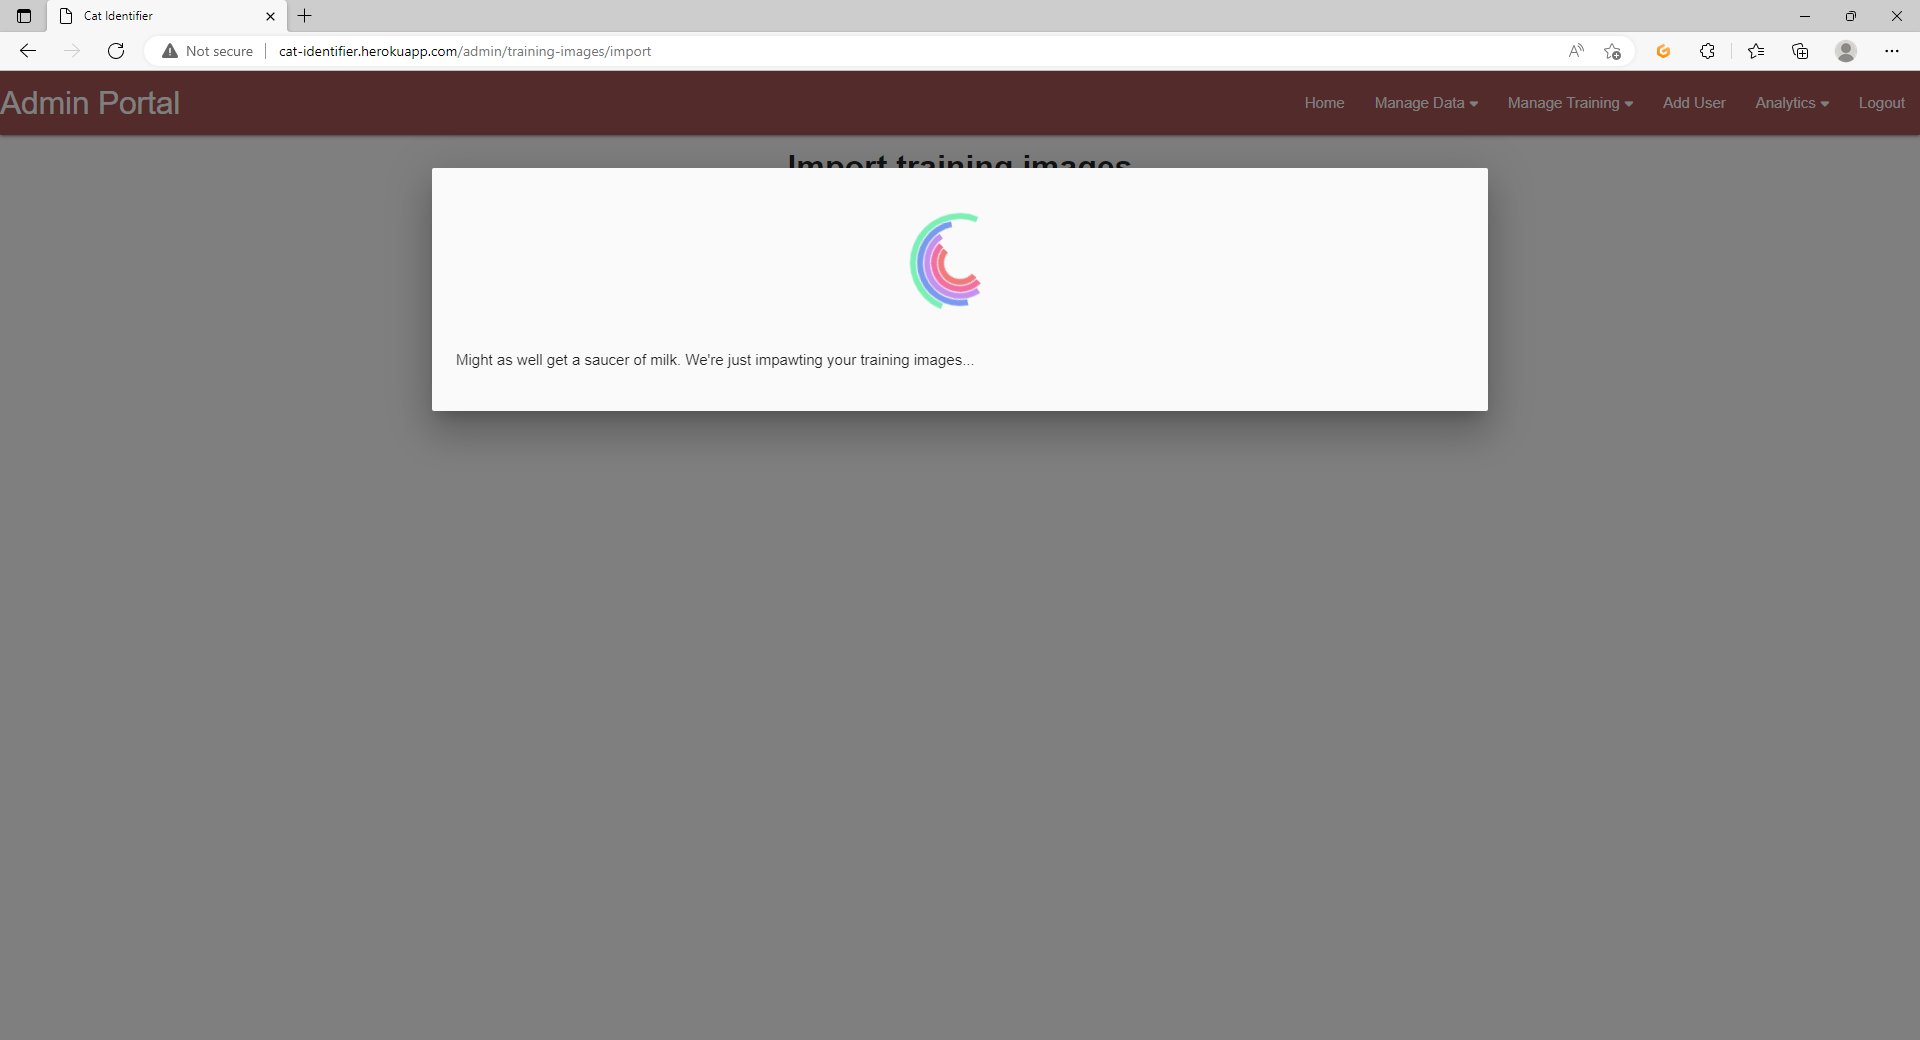 Cat Identifier
Not secure
cat-identifier.herokuapp.com/admin/training-images/import
Admin Portal
Home
Manage Data
Manage Training
Add User
Analytics
Logout
Import training images
Might as well get a saucer of milk. We're just impawting your training images...